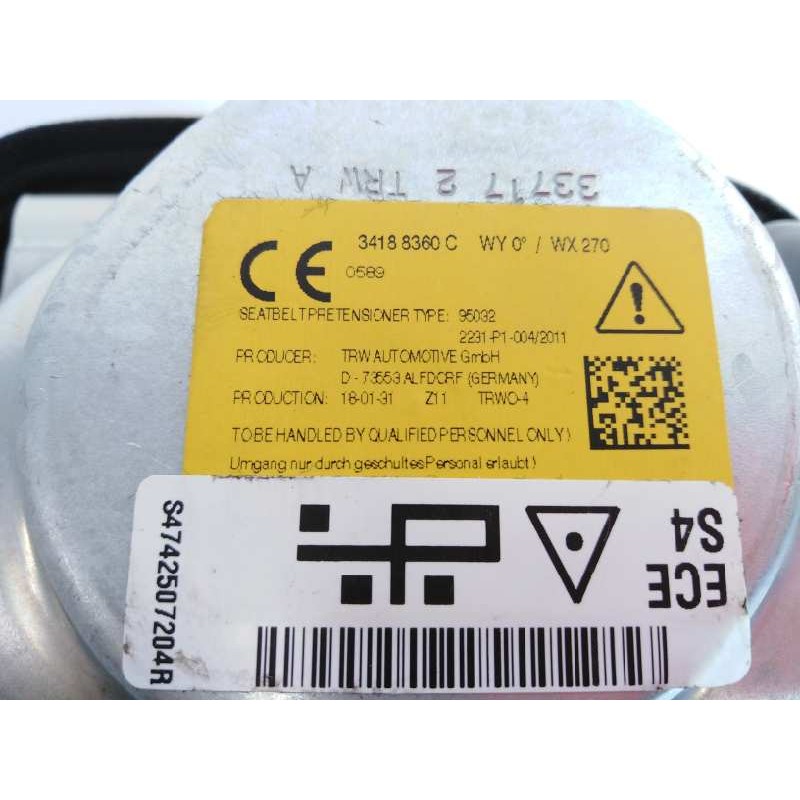 33717 2 TRW A
CE 3418 8360 C WY 0° / WX 270
0589
SEATBELT PRETENSIONER TYPE: 95032
2231-P1-004/2011
PRODUCER: TRW AUTOMOTIVE GmbH
D - 73553 ALFDORF (GERMANY)
PRODUCTION: 18-01-31 Z11 TRWO-4
TO BE HANDLED BY QUALIFIED PERSONNEL ONLY!
Umgang nur durch geschultes Personal erlaubt!
S4742507204R
ECE
S4